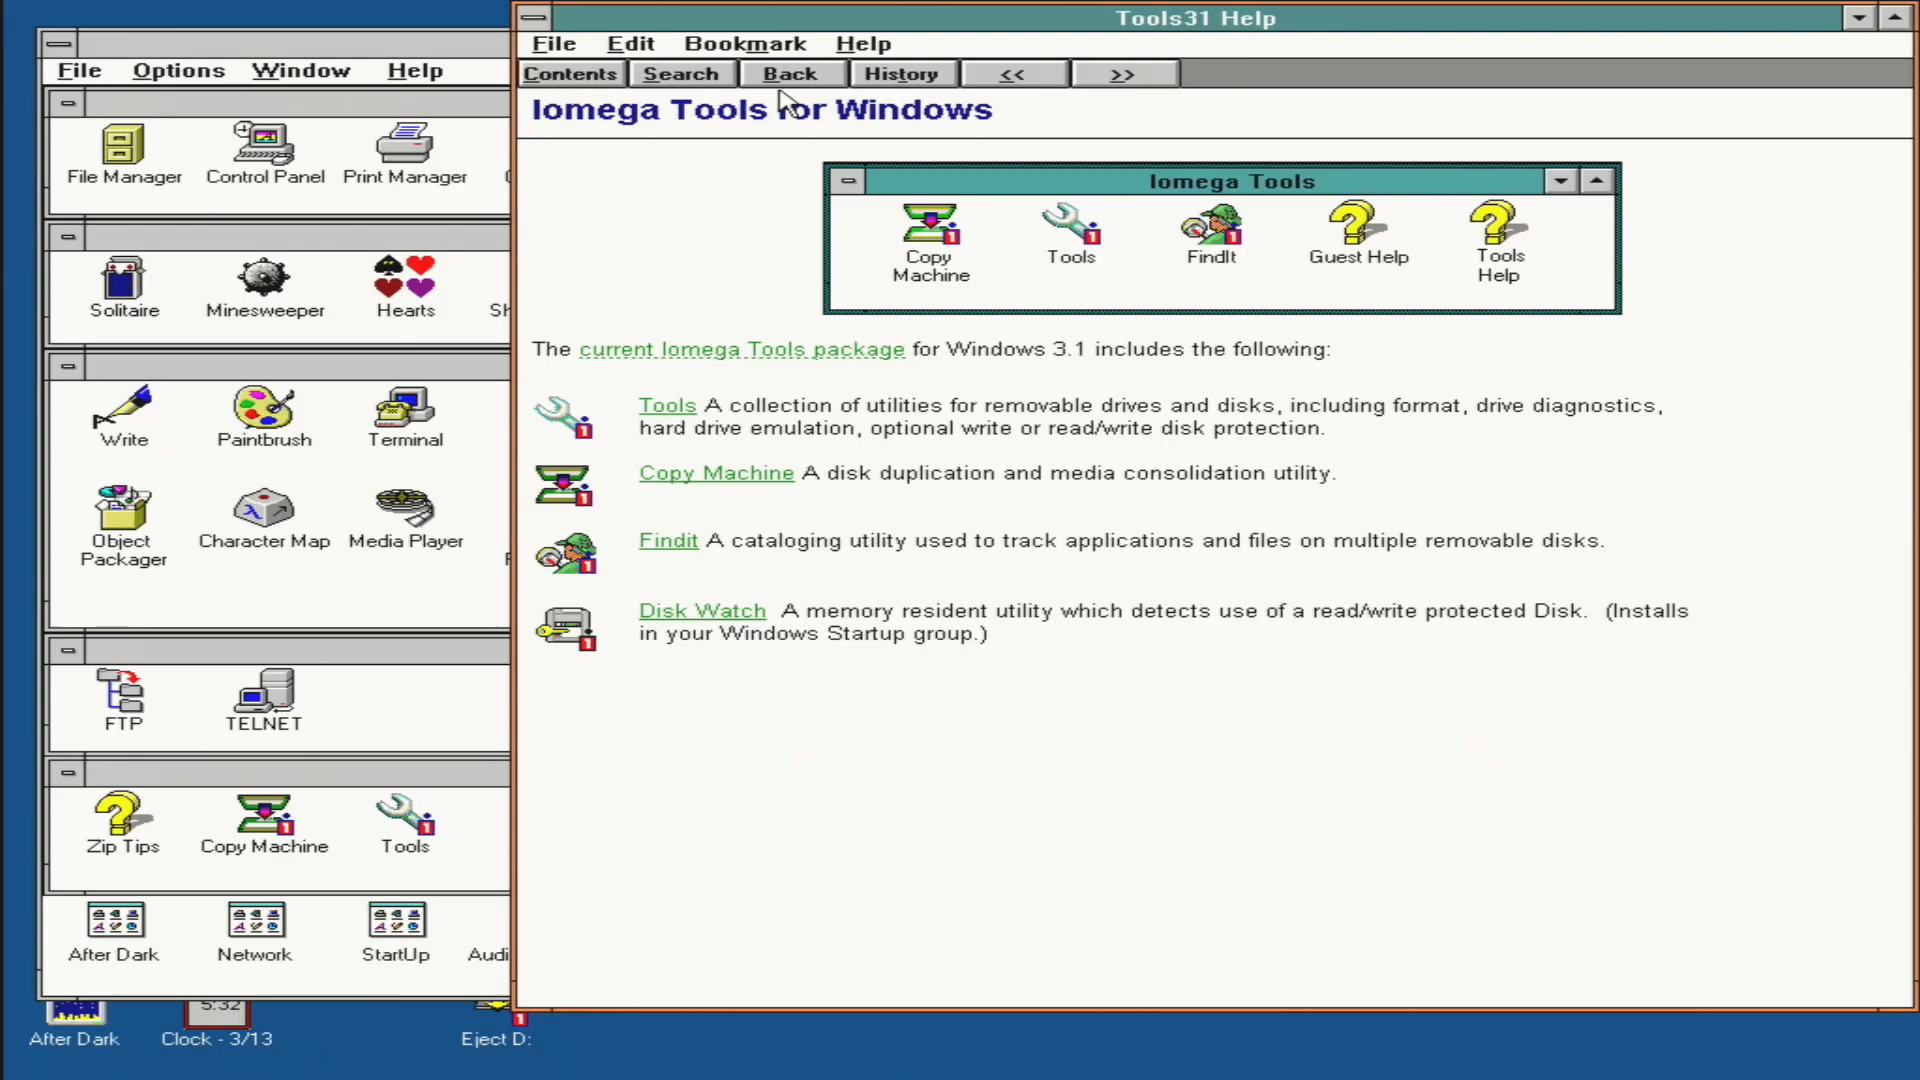 Tools31 Help
File Edit Bookmark Help
Contents Search Back History << >>
Iomega Tools for Windows
Iomega Tools
Copy Machine
Tools
FindIt
Guest Help
Tools Help
The current Iomega Tools package for Windows 3.1 includes the following:
Tools A collection of utilities for removable drives and disks, including format, drive diagnostics,
hard drive emulation, optional write or read/write disk protection.
Copy Machine A disk duplication and media consolidation utility.
Findit A cataloging utility used to track applications and files on multiple removable disks.
Disk Watch A memory resident utility which detects use of a read/write protected Disk. (Installs
in your Windows Startup group.)
File Options Window Help
File Manager Control Panel Print Manager
Solitaire Minesweeper Hearts
Write Paintbrush Terminal
Object Packager
Character Map Media Player
FTP TELNET
Zip Tips Copy Machine Tools
After Dark Network StartUp Audi
5:32
After Dark Clock - 3/13 Eject D: